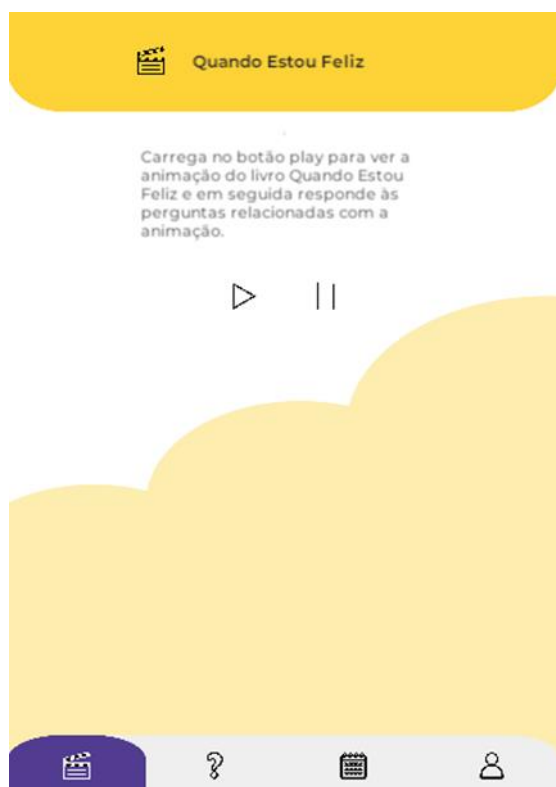 Quando Estou Feliz
Carrega no botão play para ver a
animação do livro Quando Estou
Feliz e em seguida responde às
perguntas relacionadas com a
animação.